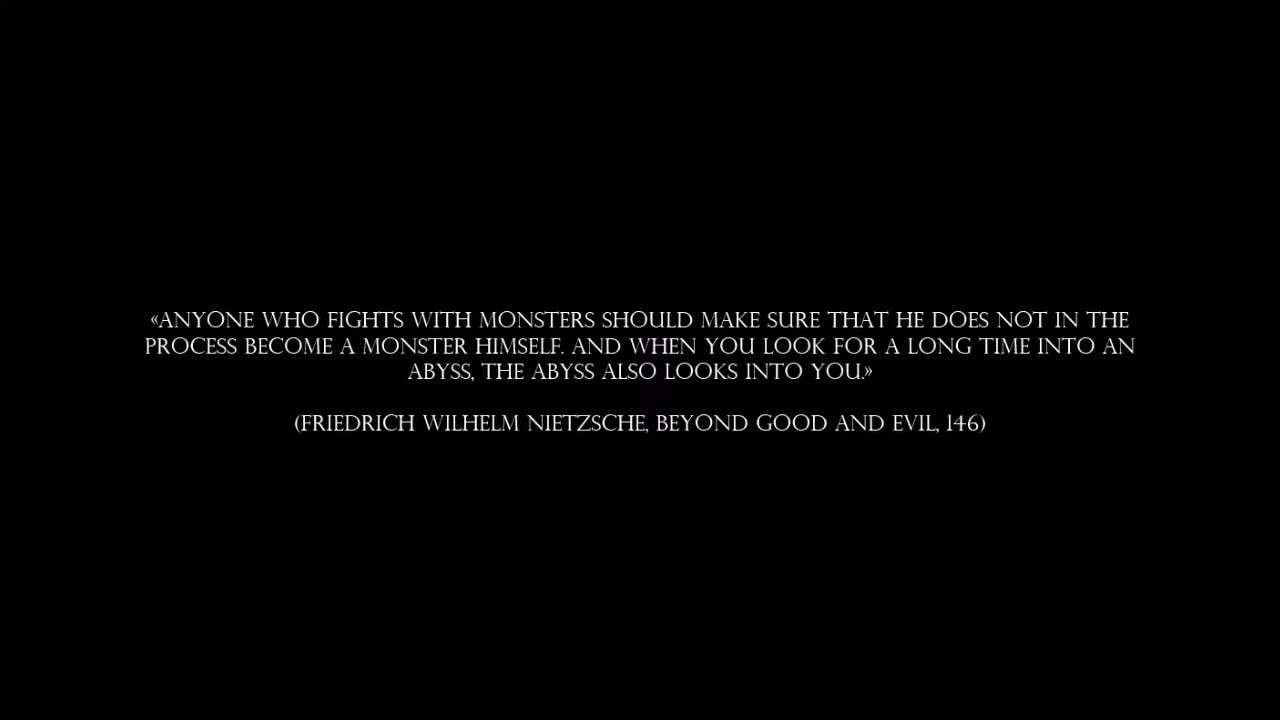 «ANYONE WHO FIGHTS WITH MONSTERS SHOULD MAKE SURE THAT HE DOES NOT IN THE
PROCESS BECOME A MONSTER HIMSELF. AND WHEN YOU LOOK FOR A LONG TIME INTO AN
ABYSS, THE ABYSS ALSO LOOKS INTO YOU.»
(FRIEDRICH WILHELM NIETZSCHE, BEYOND GOOD AND EVIL, 146)